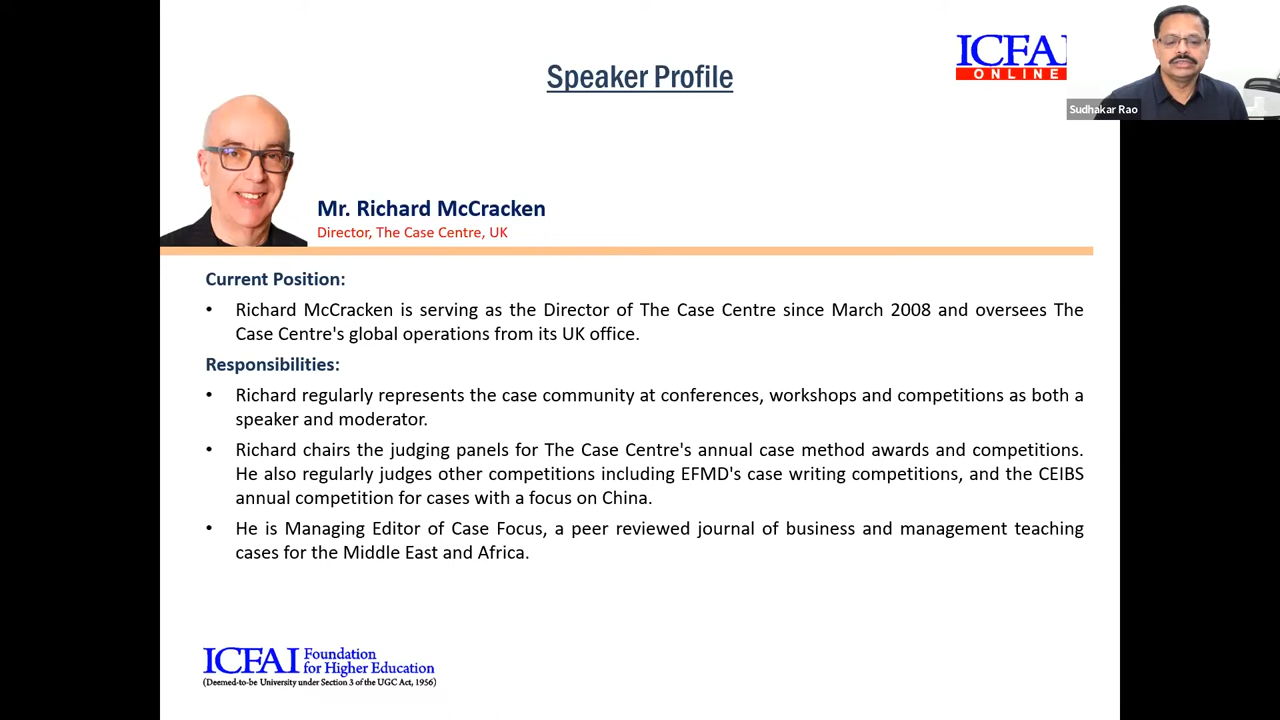 Speaker Profile
ICFAI
ONLINE
Sudhakar Rao
Mr. Richard McCracken
Director, The Case Centre, UK
Current Position:
• Richard McCracken is serving as the Director of The Case Centre since March 2008 and oversees The
Case Centre's global operations from its UK office.
Responsibilities:
• Richard regularly represents the case community at conferences, workshops and competitions as both a
speaker and moderator.
• Richard chairs the judging panels for The Case Centre's annual case method awards and competitions.
He also regularly judges other competitions including EFMD's case writing competitions, and the CEIBS
annual competition for cases with a focus on China.
• He is Managing Editor of Case Focus, a peer reviewed journal of business and management teaching
cases for the Middle East and Africa.
ICFAI Foundation
for Higher Education
(Deemed-to-be University under Section 3 of the UGC Act, 1956)